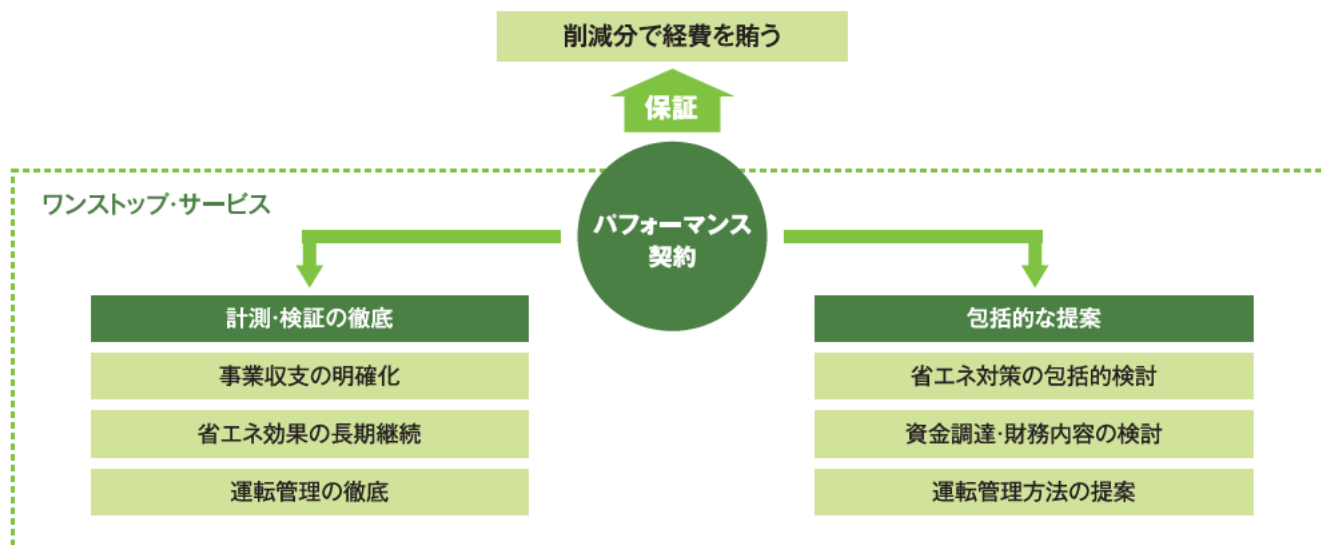 削減分で経費を賄う
保証
ワンストップ・サービス
パフォーマンス
契約
計測・検証の徹底
事業収支の明確化
省エネ効果の長期継続
運転管理の徹底
包括的な提案
省エネ対策の包括的検討
資金調達・財務内容の検討
運転管理方法の提案